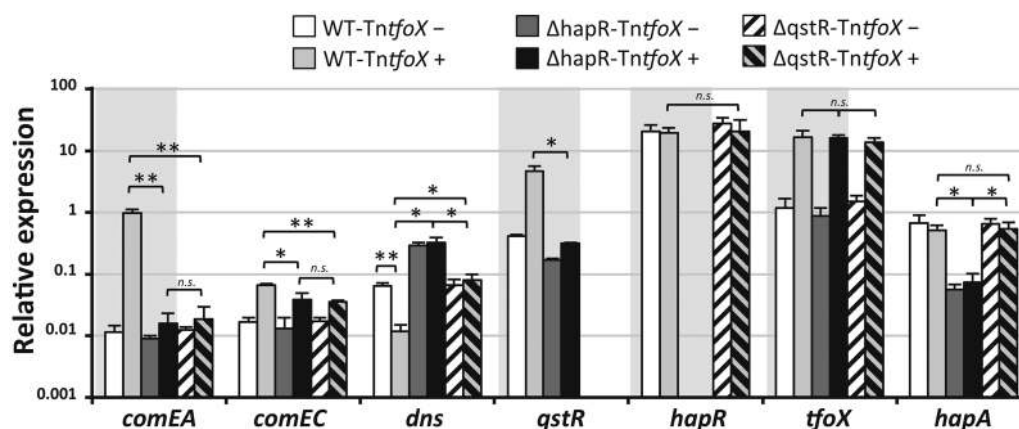 WT-TntfoX – ΔhapR-TntfoX – ΔqstR-TntfoX –
WT-TntfoX + ΔhapR-TntfoX + ΔqstR-TntfoX +
Relative expression
100
10
1
0.1
0.01
0.001
** ** n.s.
** * n.s.
* * * **
*
n.s.
n.s.
n.s. * *
comEA comEC dns qstR hapR tfoX hapA